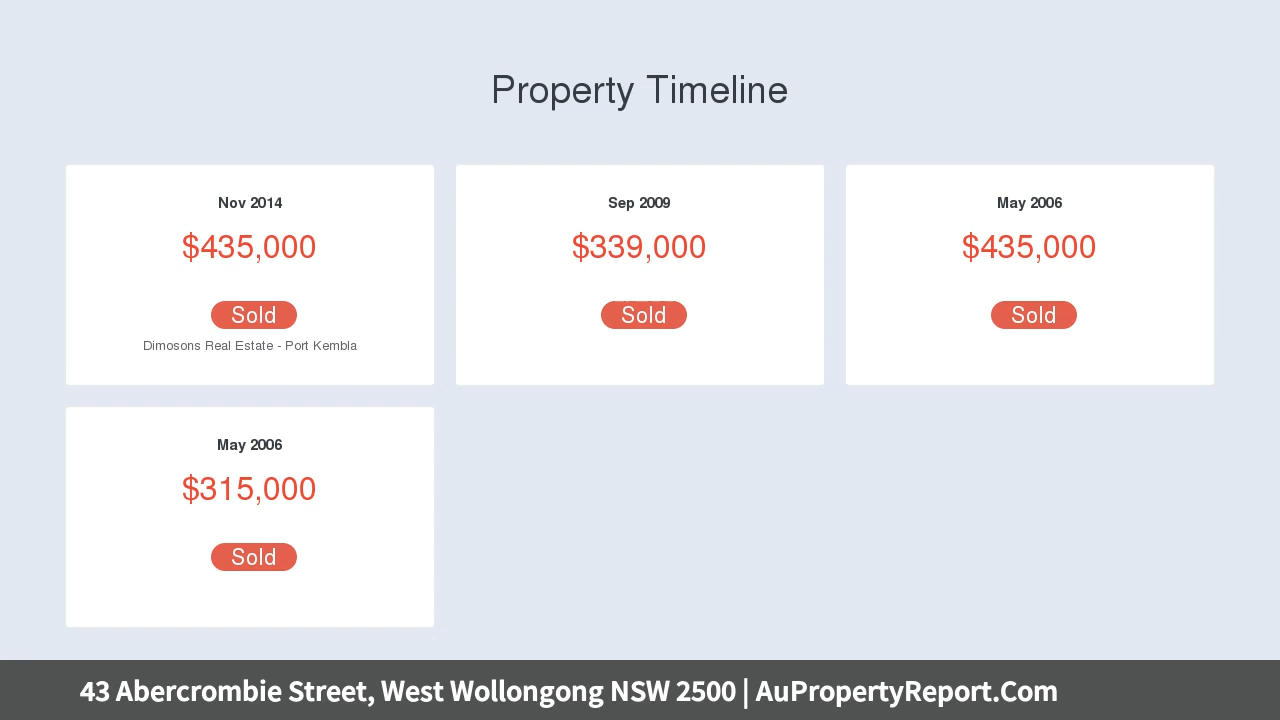 Property Timeline
Nov 2014
$435,000
Sold
Dimosons Real Estate - Port Kembla
Sep 2009
$339,000
Sold
May 2006
$435,000
Sold
May 2006
$315,000
Sold
43 Abercrombie Street, West Wollongong NSW 2500 | AuPropertyReport.Com